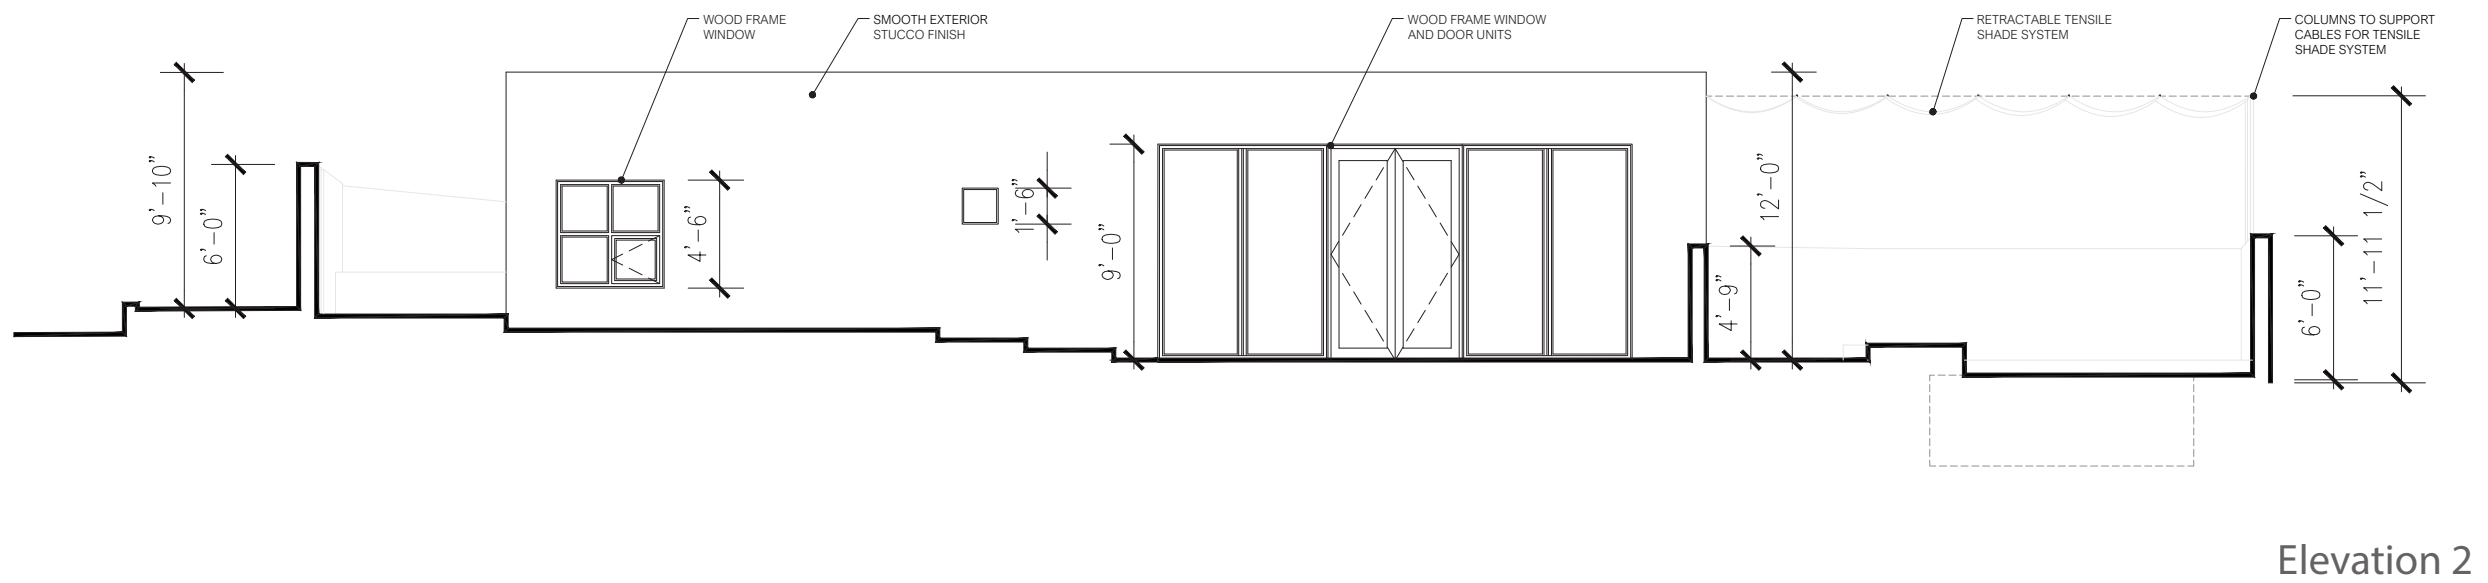 WOOD FRAME
WINDOW
SMOOTH EXTERIOR
STUCCO FINISH
WOOD FRAME WINDOW
AND DOOR UNITS
RETRACTABLE TENSILE
SHADE SYSTEM
COLUMNS TO SUPPORT
CABLES FOR TENSILE
SHADE SYSTEM
9'-10"
6'-0"
4'-6"
1'-6"
9'-0"
4'-9"
12'-0"
6'-0"
11'-11 1/2"
Elevation 2